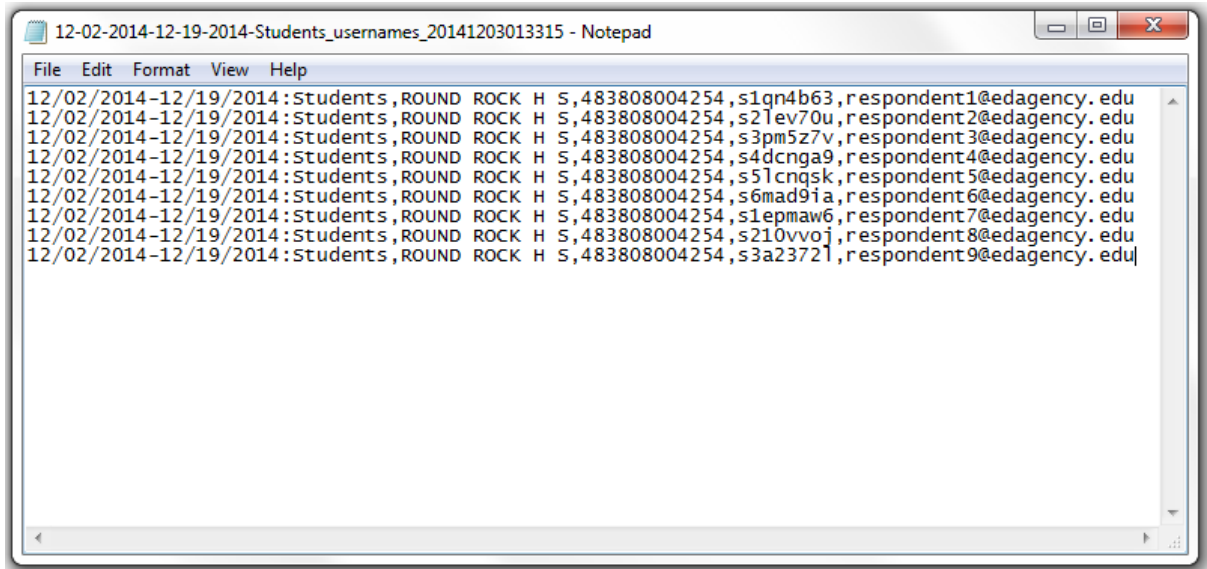 12-02-2014-12-19-2014-Students_usernames_20141203013315 - Notepad
File Edit Format View Help
12/02/2014-12/19/2014:Students,ROUND ROCK H S,483808004254,s1qn4b63,respondent1@edagency.edu
12/02/2014-12/19/2014:Students,ROUND ROCK H S,483808004254,s2lev70u,respondent2@edagency.edu
12/02/2014-12/19/2014:Students,ROUND ROCK H S,483808004254,s3pm5z7v,respondent3@edagency.edu
12/02/2014-12/19/2014:Students,ROUND ROCK H S,483808004254,s4dcnga9,respondent4@edagency.edu
12/02/2014-12/19/2014:Students,ROUND ROCK H S,483808004254,s5lcnqsk,respondent5@edagency.edu
12/02/2014-12/19/2014:Students,ROUND ROCK H S,483808004254,s6mad9ia,respondent6@edagency.edu
12/02/2014-12/19/2014:Students,ROUND ROCK H S,483808004254,s1epmaw6,respondent7@edagency.edu
12/02/2014-12/19/2014:Students,ROUND ROCK H S,483808004254,s210vvoj,respondent8@edagency.edu
12/02/2014-12/19/2014:Students,ROUND ROCK H S,483808004254,s3a2372l,respondent9@edagency.edu